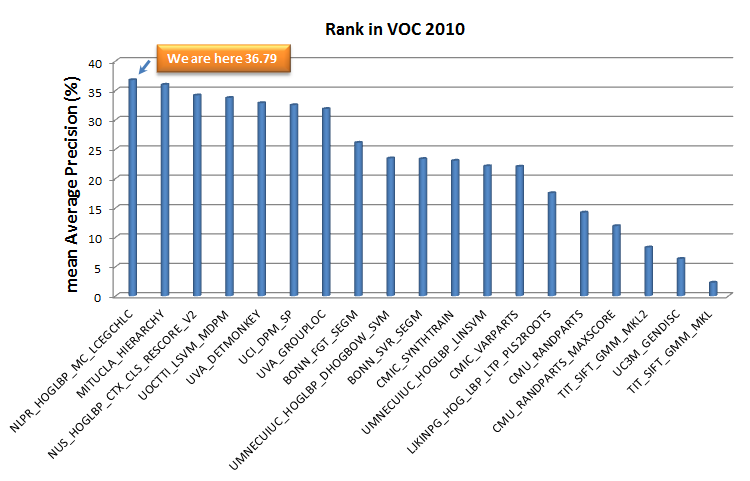 Rank in VOC 2010
We are here 36.79
mean Average Precision (%)
40
35
30
25
20
15
10
5
0
NLPR_HOGLBP_MC_LCEGCHLC
MITUCLA_HIERARCHY
NUS_HOGLBP_CTX_CLS_RESCORE_V2
UOCTTI_LSVM_MDPM
UVA_DETMONKEY
UCI_DPM_SP
UVA_GROUPLOC
BONN_FGT_SEGM
UMNECUIUC_HOGLBP_DHOGBOW_SVM
BONN_SVR_SEGM
CMIC_SYNTHTRAIN
UMNECUIUC_HOGLBP_LINSVM
CMIC_VARPARTS
LJKINPG_HOG_LBP_LTP_PLS2ROOTS
CMU_RANDPARTS
CMU_RANDPARTS_MAXSCORE
TIT_SIFT_GMM_MKL2
UC3M_GENDISC
TIT_SIFT_GMM_MKL